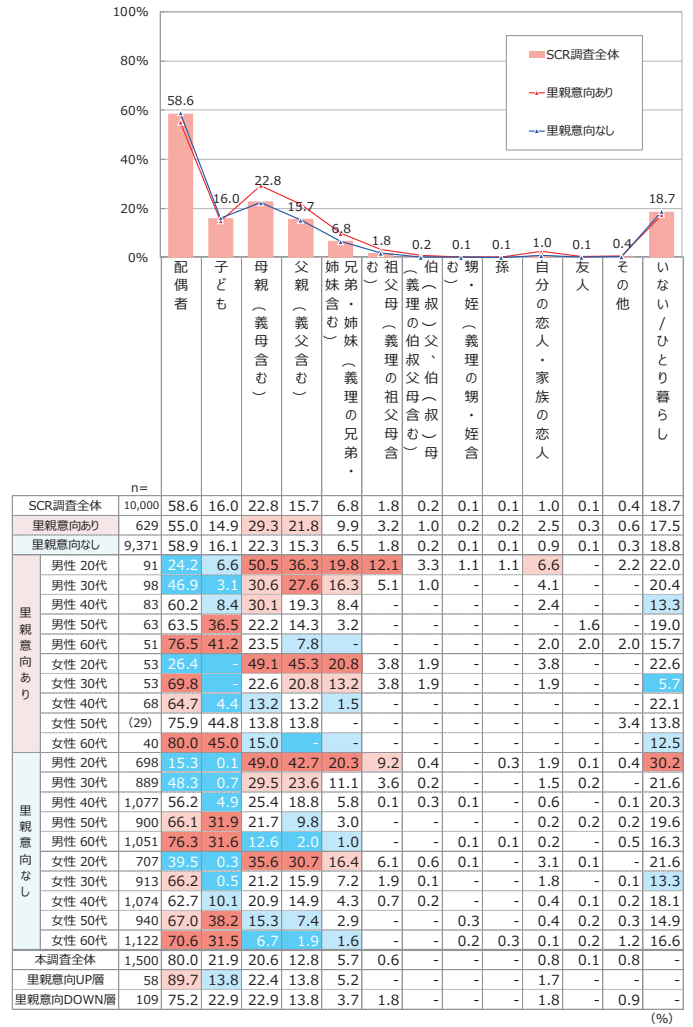 100%
80%
60%
40%
20%
0%
SCR調査全体
里親意向あり
里親意向なし
58.6 16.0 22.8 15.7 6.8 1.8 0.2 0.1 0.1 1.0 0.1 0.4 18.7
配偶者
子ども
母親(義母含む)
父親(義父含む)
兄弟・姉妹(義理の兄弟・
姉妹含む)
祖父母(義理の祖父母含
む)
伯(叔)父、伯(叔)母
(義理の伯叔父母含む)
甥・姪(義理の甥・姪含
む)
孫
自分の恋人・家族の恋人
友人
その他
いない/ひとり暮らし
n=
SCR調査全体 10,000 58.6 16.0 22.8 15.7 6.8 1.8 0.2 0.1 0.1 1.0 0.1 0.4 18.7
里親意向あり 629 55.0 14.9 29.3 21.8 9.9 3.2 1.0 0.2 0.2 2.5 0.3 0.6 17.5
里親意向なし 9,371 58.9 16.1 22.3 15.3 6.5 1.8 0.2 0.1 0.1 0.9 0.1 0.3 18.8
里親意向あり
男性 20代 91 24.2 6.6 50.5 36.3 19.8 12.1 3.3 1.1 1.1 6.6 - 2.2 22.0
男性 30代 98 46.9 3.1 30.6 27.6 16.3 5.1 1.0 - - 4.1 - - 20.4
男性 40代 83 60.2 8.4 30.1 19.3 8.4 - - - - 2.4 - - 13.3
男性 50代 63 63.5 36.5 22.2 14.3 3.2 - - - - - 1.6 - 19.0
男性 60代 51 76.5 41.2 23.5 7.8 - - - - - 2.0 2.0 2.0 15.7
女性 20代 53 26.4 - 49.1 45.3 20.8 3.8 1.9 - - 3.8 - - 22.6
女性 30代 53 69.8 - 22.6 20.8 13.2 3.8 1.9 - - 1.9 - - 5.7
女性 40代 68 64.7 4.4 13.2 13.2 1.5 - - - - - - - 22.1
女性 50代 (29) 75.9 44.8 13.8 13.8 - - - - - - - 3.4 13.8
女性 60代 40 80.0 45.0 15.0 - - - - - - - - - 12.5
里親意向なし
男性 20代 698 15.3 0.1 49.0 42.7 20.3 9.2 0.4 - 0.3 1.9 0.1 0.4 30.2
男性 30代 889 48.3 0.7 29.5 23.6 11.1 3.6 0.2 - - 1.5 0.2 - 21.6
男性 40代 1,077 56.2 4.9 25.4 18.8 5.8 0.1 0.3 0.1 - 0.6 - 0.1 20.3
男性 50代 900 66.1 31.9 21.7 9.8 3.0 - - - - 0.2 0.2 0.2 19.6
男性 60代 1,051 76.3 31.6 12.6 2.0 1.0 - - 0.1 0.1 0.2 - 0.5 16.3
女性 20代 707 39.5 0.3 35.6 30.7 16.4 6.1 0.6 0.1 - 3.1 0.1 - 21.6
女性 30代 913 66.2 0.5 21.2 15.9 7.2 1.9 0.1 - - 1.8 - 0.1 13.3
女性 40代 1,074 62.7 10.1 20.9 14.9 4.3 0.7 0.2 - - 0.4 0.1 0.2 18.1
女性 50代 940 67.0 38.2 15.3 7.4 2.9 - - 0.3 - 0.4 0.2 0.3 14.9
女性 60代 1,122 70.6 31.5 6.7 1.9 1.6 - - 0.2 0.3 0.1 0.2 1.2 16.6
本調査全体 1,500 80.0 21.9 20.6 12.8 5.7 0.6 - - - 0.8 0.1 0.8 -
里親意向UP層 58 89.7 13.8 22.4 13.8 5.2 - - - - 1.7 - - -
里親意向DOWN層 109 75.2 22.9 22.9 13.8 3.7 1.8 - - - 1.8 - 0.9 -
(%)